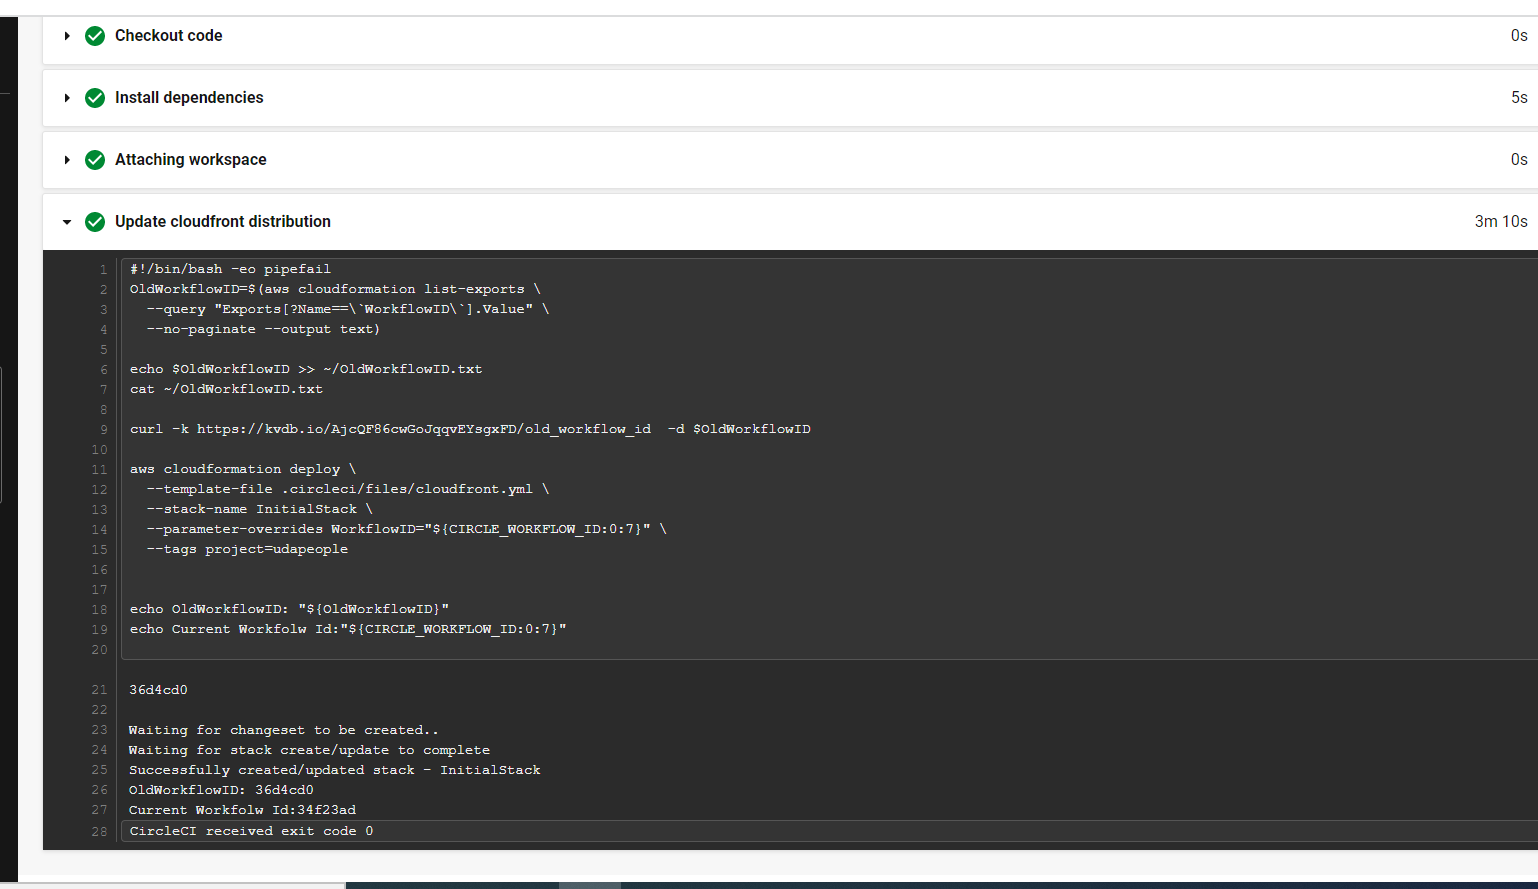 Checkout code 0s
Install dependencies 5s
Attaching workspace 0s
Update cloudfront distribution 3m 10s
1 #!/bin/bash -eo pipefail
2 OldWorkflowID=$(aws cloudformation list-exports \
3   --query "Exports[?Name==\`WorkflowID\`].Value" \
4   --no-paginate --output text)
5
6 echo $OldWorkflowID >> ~/OldWorkflowID.txt
7 cat ~/OldWorkflowID.txt
8
9 curl -k https://kvdb.io/AjcQF86cwGoJqqvEYsgxFD/old_workflow_id  -d $OldWorkflowID
10
11 aws cloudformation deploy \
12   --template-file .circleci/files/cloudfront.yml \
13   --stack-name InitialStack \
14   --parameter-overrides WorkflowID="${CIRCLE_WORKFLOW_ID:0:7}" \
15   --tags project=udapeople
16
17
18 echo OldWorkflowID: "${OldWorkflowID}"
19 echo Current Workfolw Id:"${CIRCLE_WORKFLOW_ID:0:7}"
20
21 36d4cd0
22
23 Waiting for changeset to be created..
24 Waiting for stack create/update to complete
25 Successfully created/updated stack - InitialStack
26 OldWorkflowID: 36d4cd0
27 Current Workfolw Id:34f23ad
28 CircleCI received exit code 0